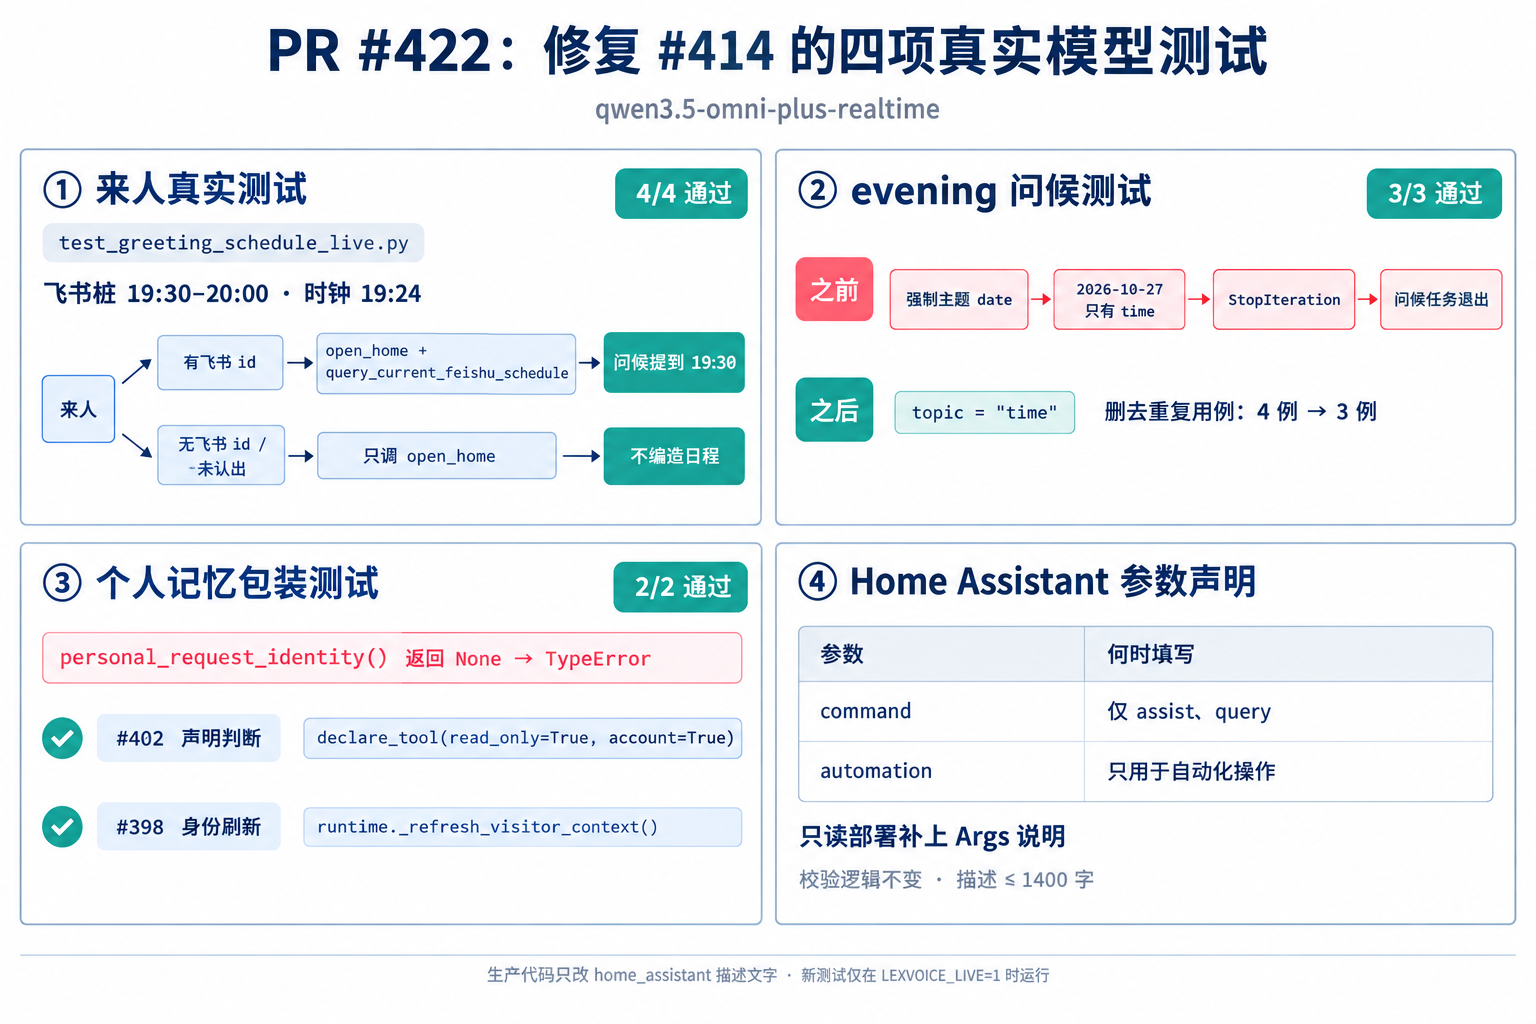 PR #422：修复 #414 的四项真实模型测试
qwen3.5-omni-plus-realtime
① 来人真实测试
4/4 通过
test_greeting_schedule_live.py
飞书桩 19:30–20:00 · 时钟 19:24
来人
有飞书 id
open_home +
query_current_feishu_schedule
问候提到 19:30
无飞书 id /
未认出
只调 open_home
不编造日程
② evening 问候测试
3/3 通过
之前
强制主题 date
2026-10-27
只有 time
StopIteration
问候任务退出
之后
topic = "time"
删去重复用例：4 例 → 3 例
③ 个人记忆包装测试
2/2 通过
personal_request_identity() 返回 None → TypeError
#402 声明判断
declare_tool(read_only=True, account=True)
#398 身份刷新
runtime._refresh_visitor_context()
④ Home Assistant 参数声明
参数 何时填写
command 仅 assist、query
automation 只用于自动化操作
只读部署补上 Args 说明
校验逻辑不变 · 描述 ≤ 1400 字
生产代码只改 home_assistant 描述文字 · 新测试仅在 LEXVOICE_LIVE=1 时运行